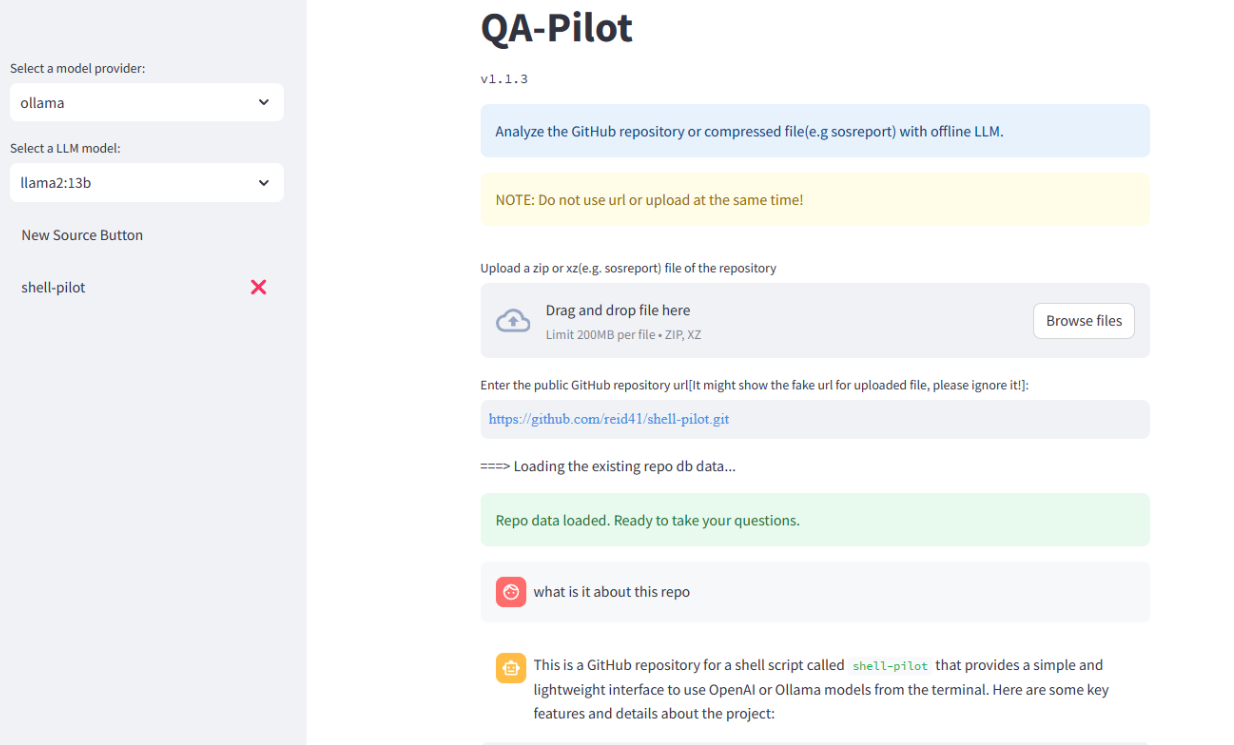 QA-Pilot
v1.1.3
Select a model provider:
ollama
Select a LLM model:
llama2:13b
New Source Button
shell-pilot
Analyze the GitHub repository or compressed file(e.g sosreport) with offline LLM.
NOTE: Do not use url or upload at the same time!
Upload a zip or xz(e.g. sosreport) file of the repository
Drag and drop file here
Limit 200MB per file • ZIP, XZ
Browse files
Enter the public GitHub repository url[It might show the fake url for uploaded file, please ignore it!]:
https://github.com/reid41/shell-pilot.git
===> Loading the existing repo db data...
Repo data loaded. Ready to take your questions.
what is it about this repo
This is a GitHub repository for a shell script called shell-pilot that provides a simple and
lightweight interface to use OpenAI or Ollama models from the terminal. Here are some key
features and details about the project: